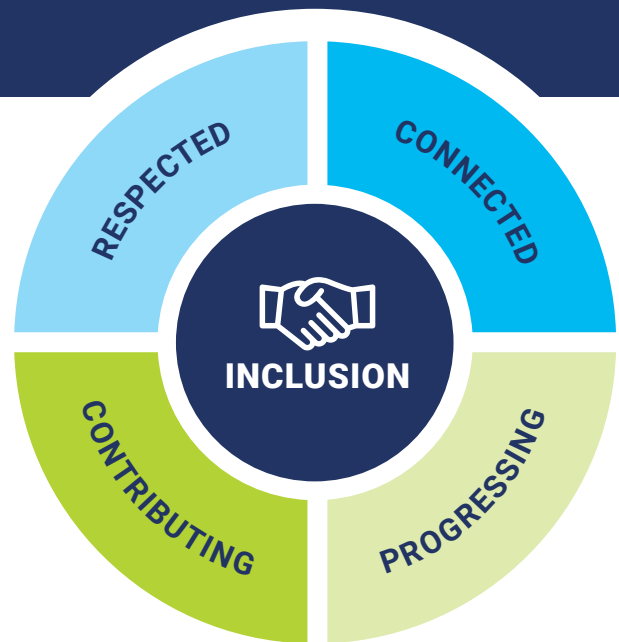 RESPECTED
CONNECTED
INCLUSION
CONTRIBUTING
PROGRESSING